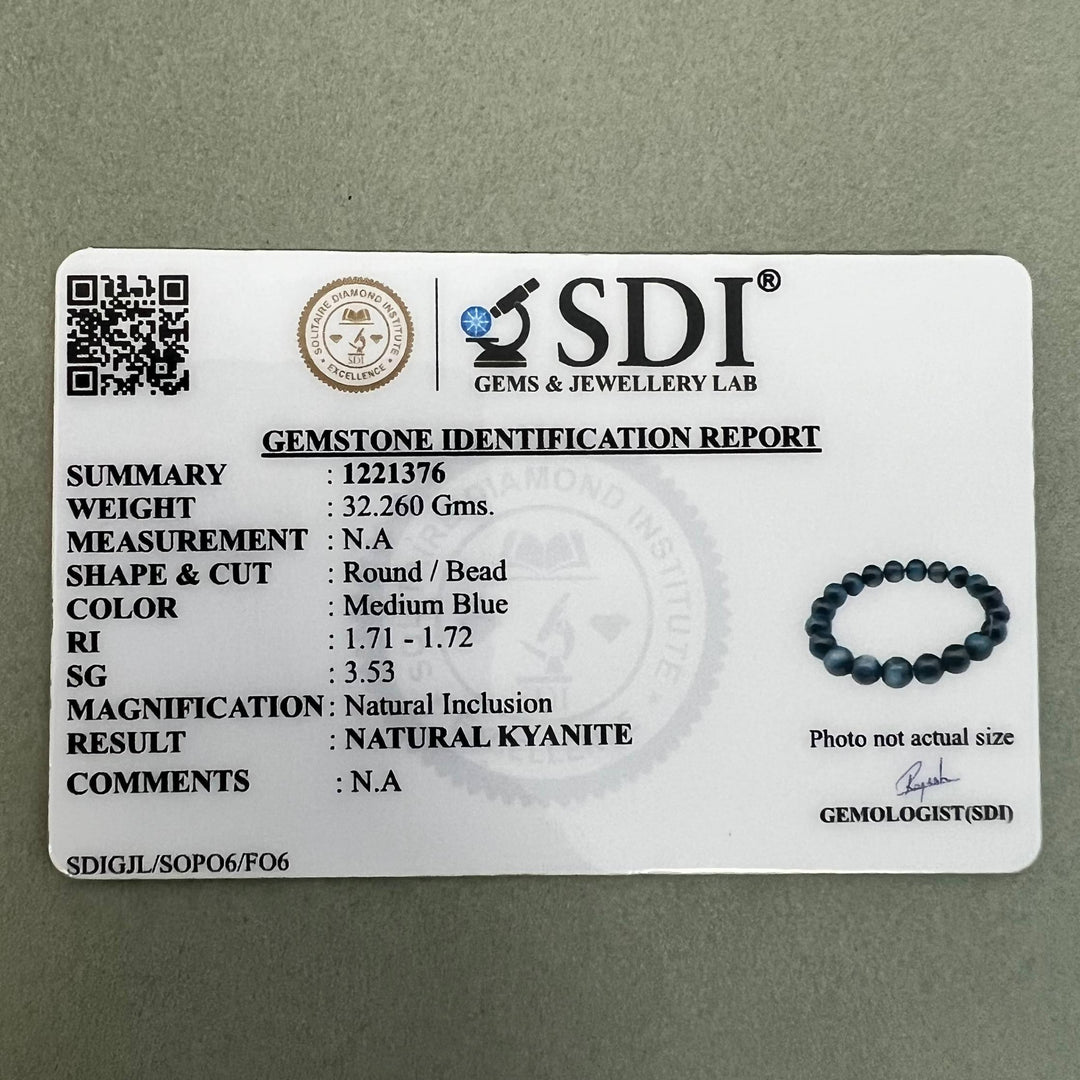 SOLITAIRE DIAMOND INSTITUTE
SDI
EXCELLENCE
SDI®
GEMS & JEWELLERY LAB
GEMSTONE IDENTIFICATION REPORT
SUMMARY : 1221376
WEIGHT : 32.260 Gms.
MEASUREMENT : N.A
SHAPE & CUT : Round / Bead
COLOR : Medium Blue
RI : 1.71 - 1.72
SG : 3.53
MAGNIFICATION : Natural Inclusion
RESULT : NATURAL KYANITE
COMMENTS : N.A
Photo not actual size
GEMOLOGIST(SDI)
SDIGJL/SOPO6/FO6